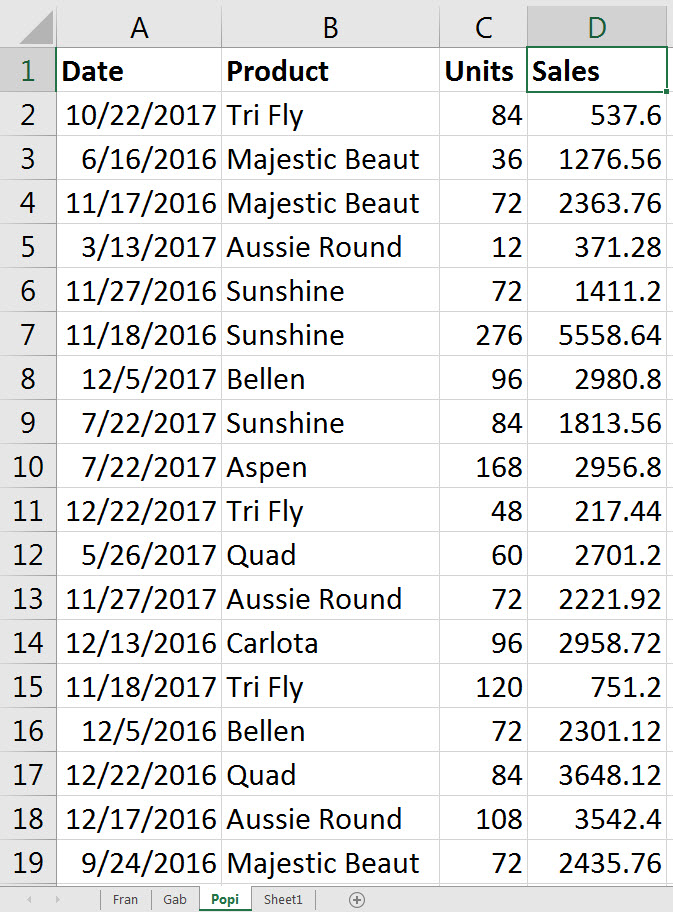 A B C D
1 Date Product Units Sales
2 10/22/2017 Tri Fly 84 537.6
3 6/16/2016 Majestic Beaut 36 1276.56
4 11/17/2016 Majestic Beaut 72 2363.76
5 3/13/2017 Aussie Round 12 371.28
6 11/27/2016 Sunshine 72 1411.2
7 11/18/2016 Sunshine 276 5558.64
8 12/5/2017 Bellen 96 2980.8
9 7/22/2017 Sunshine 84 1813.56
10 7/22/2017 Aspen 168 2956.8
11 12/22/2017 Tri Fly 48 217.44
12 5/26/2017 Quad 60 2701.2
13 11/27/2017 Aussie Round 72 2221.92
14 12/13/2016 Carlota 96 2958.72
15 11/18/2017 Tri Fly 120 751.2
16 12/5/2016 Bellen 72 2301.12
17 12/22/2016 Quad 84 3648.12
18 12/17/2016 Aussie Round 108 3542.4
19 9/24/2016 Majestic Beaut 72 2435.76
Fran Gab Popi Sheet1